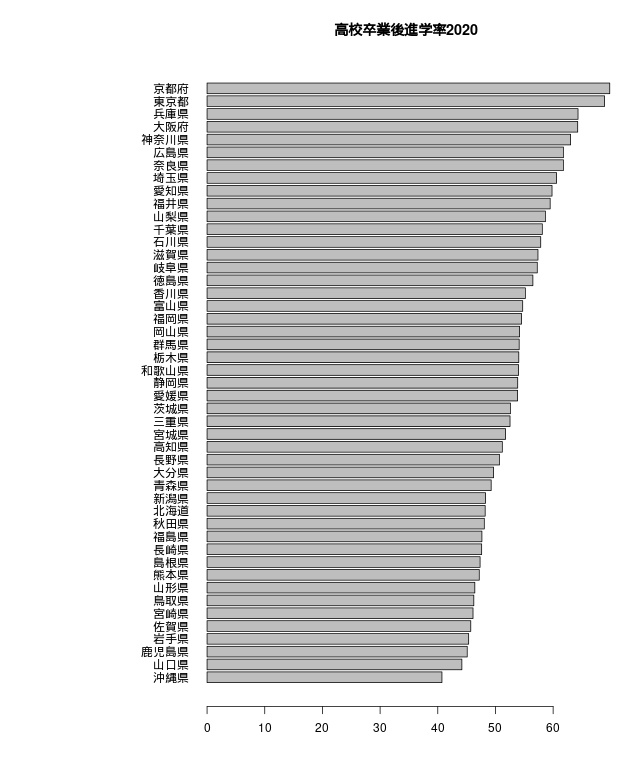 高校卒業後進学率2020
京都府
東京都
兵庫県
大阪府
神奈川県
広島県
奈良県
埼玉県
愛知県
福井県
山梨県
千葉県
石川県
滋賀県
岐阜県
徳島県
香川県
富山県
福岡県
岡山県
群馬県
栃木県
和歌山県
静岡県
愛媛県
茨城県
三重県
宮城県
高知県
長野県
大分県
青森県
新潟県
北海道
秋田県
福島県
長崎県
島根県
熊本県
山形県
鳥取県
宮崎県
佐賀県
岩手県
鹿児島県
山口県
沖縄県
0 10 20 30 40 50 60